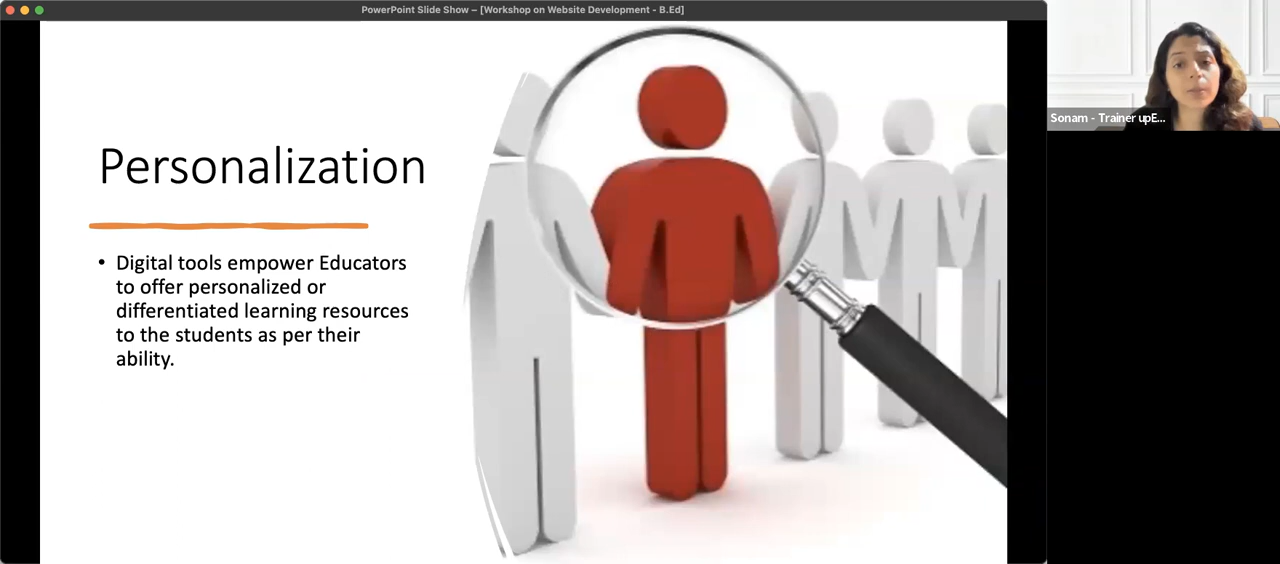 PowerPoint Slide Show – [Workshop on Website Development - B.Ed]
Personalization
• Digital tools empower Educators
to offer personalized or
differentiated learning resources
to the students as per their
ability.
Sonam - Trainer upE...